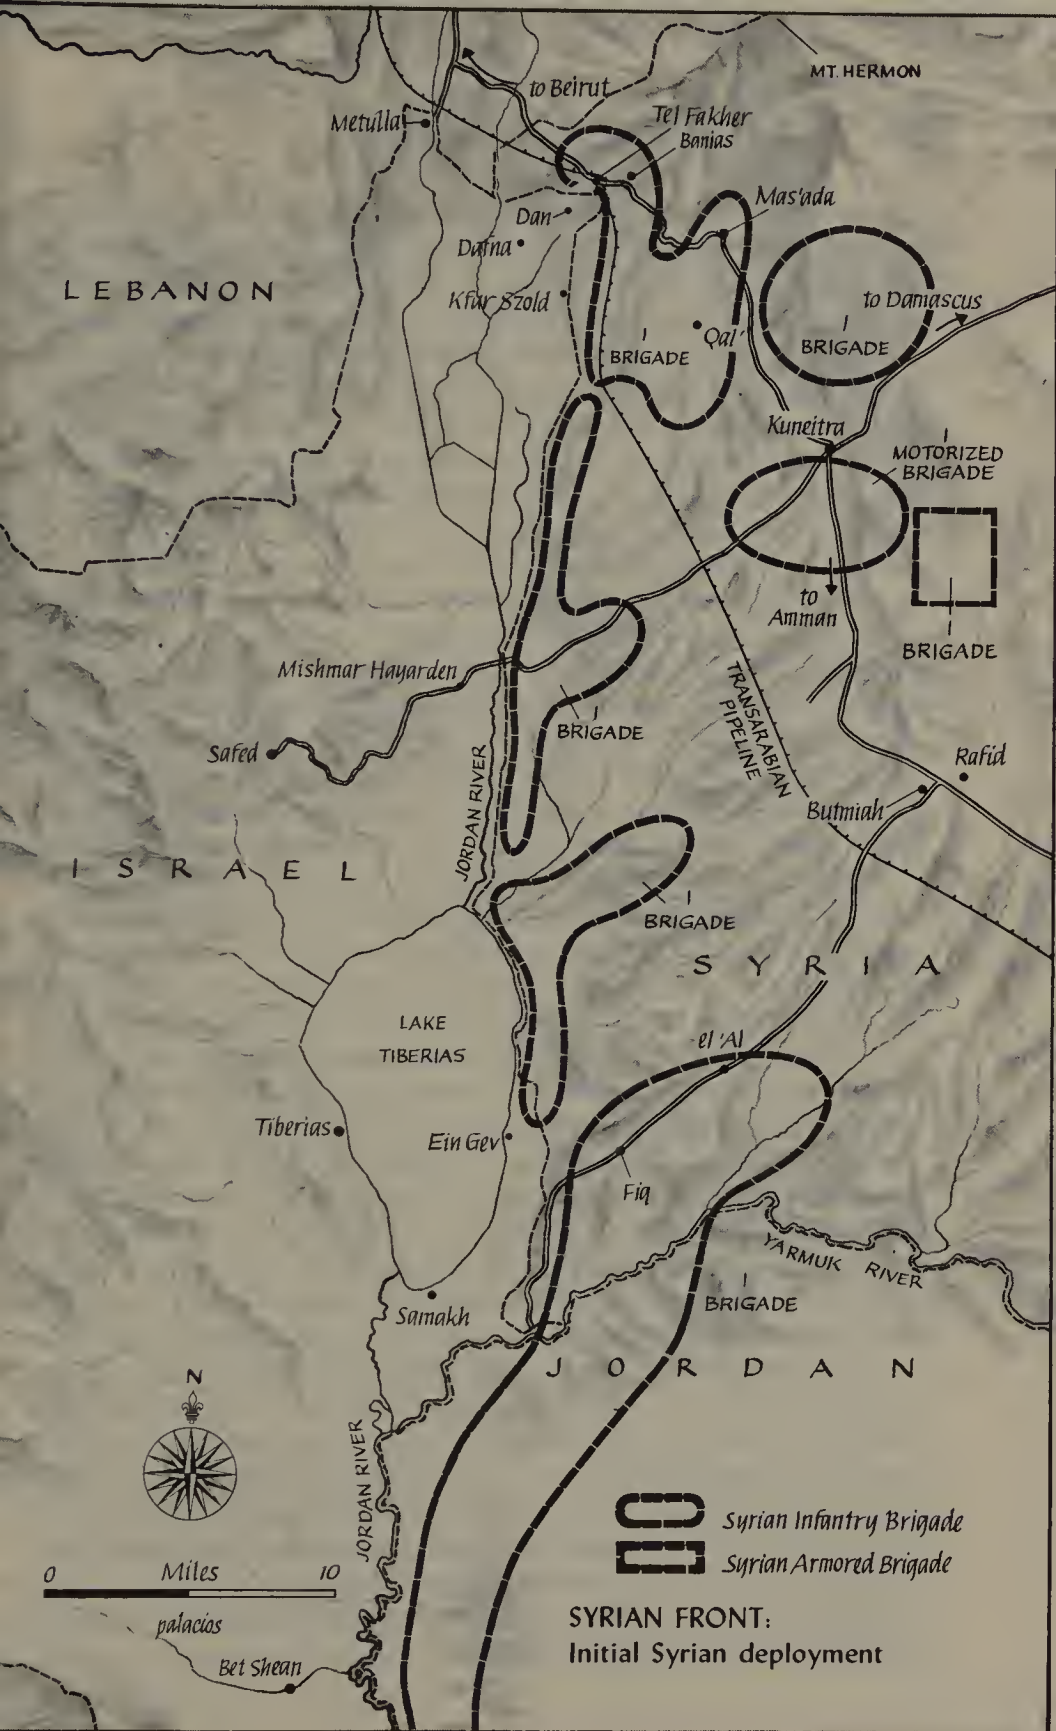 MT. HERMON
to Beirut
Metulla
Tel Fakher
Banias
Mas'ada
Dan
Dafna
LEBANON
Kfar Szold
to Damascus
Qal'
I
BRIGADE
I
BRIGADE
Kuneitra
I
MOTORIZED
BRIGADE
to
Amman
I
BRIGADE
Mishmar Hayarden
TRANSARABIAN
PIPELINE
I
BRIGADE
Safed
Rafid
JORDAN RIVER
Butmiah
ISRAEL
I
BRIGADE
SYRIA
LAKE
TIBERIAS
el 'Al
Tiberias
Ein Gev
Fiq
YARMUK RIVER
I
BRIGADE
Samakh
JORDAN
N
JORDAN RIVER
Syrian Infantry Brigade
Syrian Armored Brigade
0 Miles 10
palacios
SYRIAN FRONT:
Initial Syrian deployment
Bet Shean